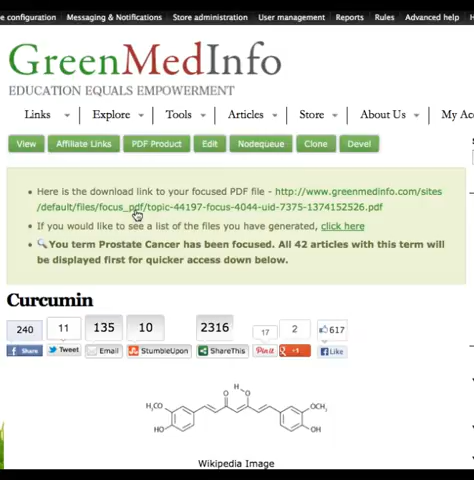 e configuration Messaging & Notifications Store administration User management Reports Rules Advanced help
GreenMedInfo
EDUCATION EQUALS EMPOWERMENT
Links Explore Tools Articles Store About Us My Ac
View Affiliate Links PDF Product Edit Nodequeue Clone Devel
Here is the download link to your focused PDF file - http://www.greenmedinfo.com/sites
/default/files/focus_pdf/topic-44197-focus-4044-uid-7375-1374152526.pdf
If you would like to see a list of the files you have generated, click here
You term Prostate Cancer has been focused. All 42 articles with this term will
be displayed first for quicker access down below.
Curcumin
240 11 135 10 2316 17 2 617
Share Tweet Email StumbleUpon ShareThis Pin it +1 Like
H
H₃CO O O OCH₃
HO OH
Wikipedia Image